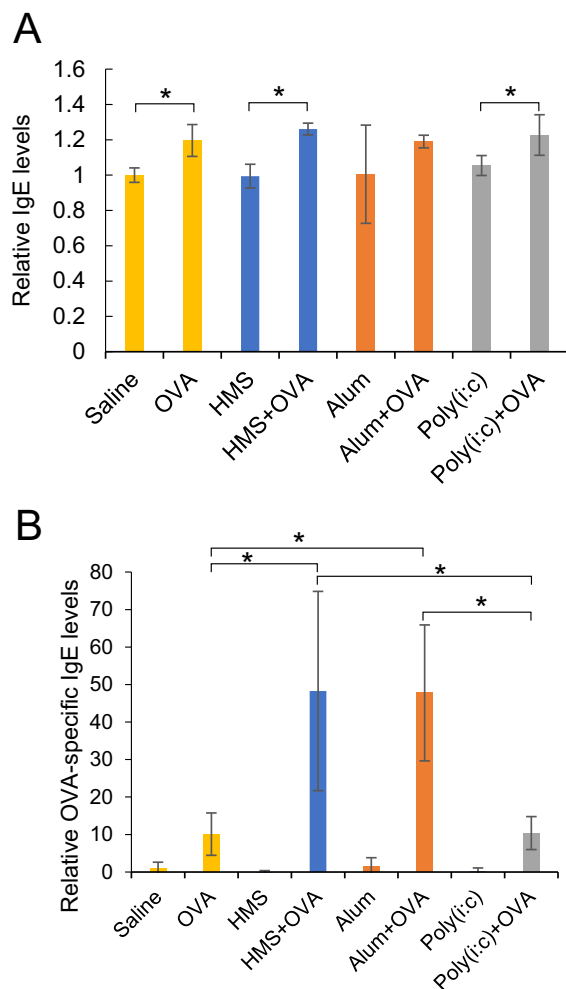 A
Relative IgE levels
1.6
1.4
1.2
1
0.8
0.6
0.4
0.2
0
*
*
*
Saline
OVA
HMS
HMS+OVA
Alum
Alum+OVA
Poly(i:c)
Poly(i:c)+OVA
B
Relative OVA-specific IgE levels
80
70
60
50
40
30
20
10
0
*
*
*
*
Saline
OVA
HMS
HMS+OVA
Alum
Alum+OVA
Poly(i:c)
Poly(i:c)+OVA